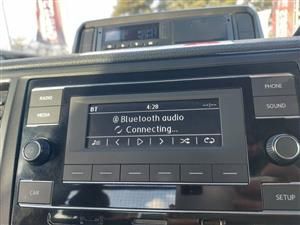 RADIO
MEDIA
BT
4:28
Bluetooth audio
Connecting...
PHONE
SOUND
CAR
SETUP